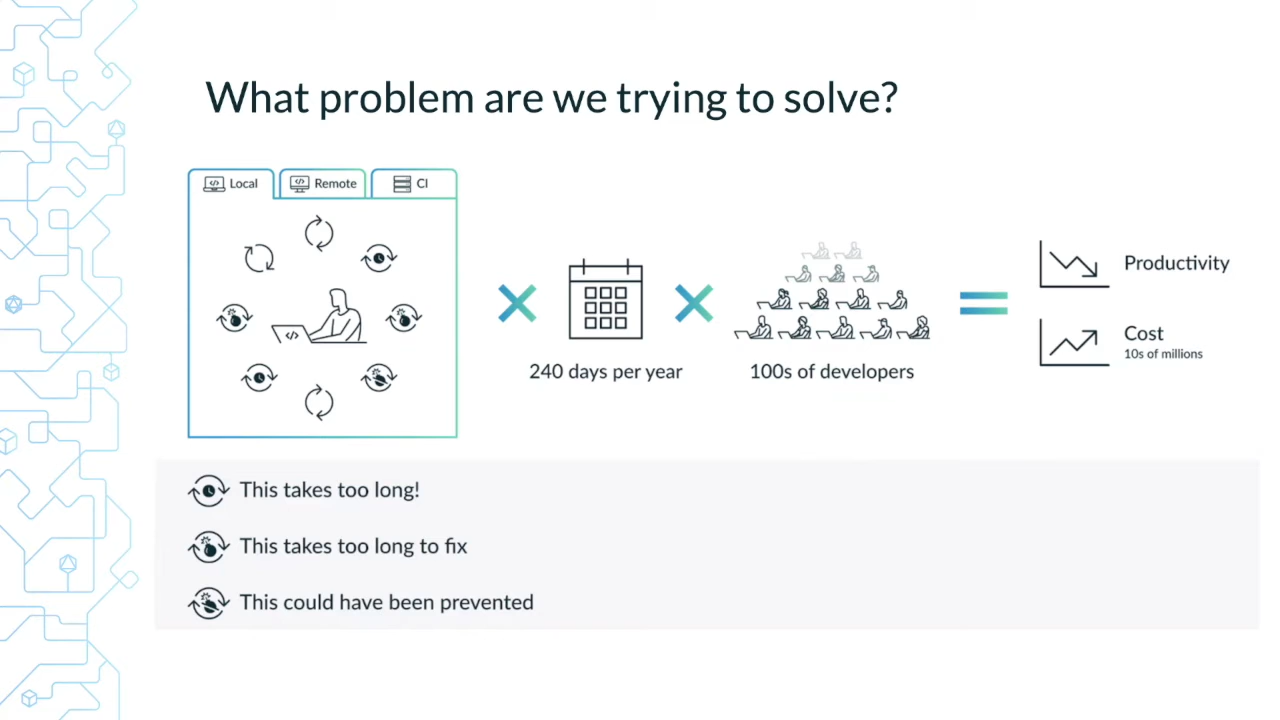 What problem are we trying to solve?
Local
Remote
CI
</>
240 days per year
100s of developers
Productivity
Cost
10s of millions
This takes too long!
This takes too long to fix
This could have been prevented